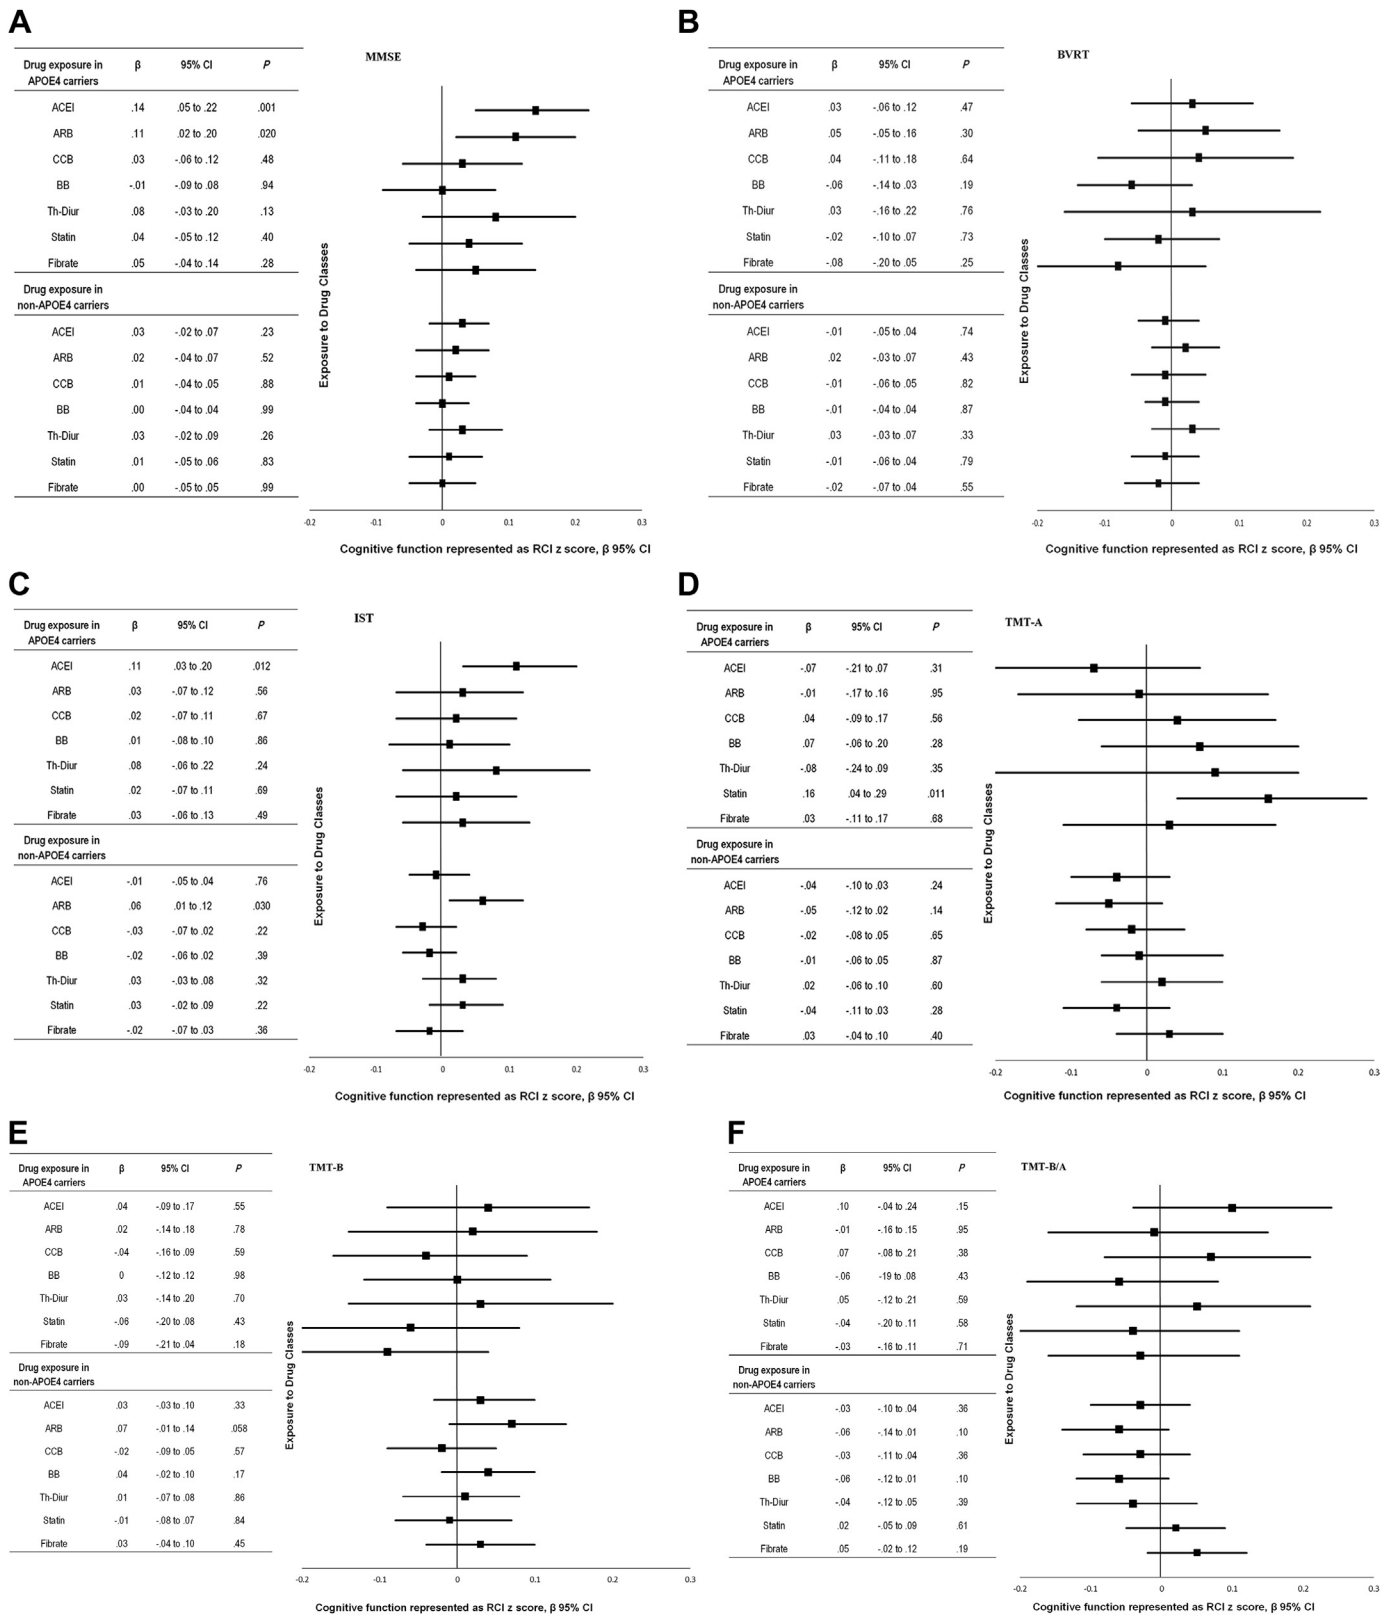 A
MMSE
Drug exposure in APOE4 carriers β 95% CI P
ACEI .14 .05 to .22 .001
ARB .11 .02 to .20 .020
CCB .03 -.06 to .12 .48
BB -.01 -.09 to .08 .94
Th-Diur .08 -.03 to .20 .13
Statin .04 -.05 to .12 .40
Fibrate .05 -.04 to .14 .28
Drug exposure in non-APOE4 carriers
ACEI .03 -.02 to .07 .23
ARB .02 -.04 to .07 .52
CCB .01 -.04 to .05 .88
BB .00 -.04 to .04 .99
Th-Diur .03 -.02 to .09 .26
Statin .01 -.05 to .06 .83
Fibrate .00 -.05 to .05 .99
Exposure to Drug Classes
-0.2 -0.1 0 0.1 0.2 0.3
Cognitive function represented as RCI z score, β 95% CI
B
BVRT
Drug exposure in APOE4 carriers β 95% CI P
ACEI .03 -.06 to .12 .47
ARB .05 -.05 to .16 .30
CCB .04 -.11 to .18 .64
BB -.06 -.14 to .03 .19
Th-Diur .03 -.16 to .22 .76
Statin -.02 -.10 to .07 .73
Fibrate -.08 -.20 to .05 .25
Drug exposure in non-APOE4 carriers
ACEI -.01 -.05 to .04 .74
ARB .02 -.03 to .07 .43
CCB -.01 -.06 to .05 .82
BB -.01 -.04 to .04 .87
Th-Diur .03 -.03 to .07 .33
Statin -.01 -.06 to .04 .79
Fibrate -.02 -.07 to .04 .55
Exposure to Drug Classes
-0.2 -0.1 0 0.1 0.2 0.3
Cognitive function represented as RCI z score, β 95% CI
C
IST
Drug exposure in APOE4 carriers β 95% CI P
ACEI .11 .03 to .20 .012
ARB .03 -.07 to .12 .56
CCB .02 -.07 to .11 .67
BB .01 -.08 to .10 .86
Th-Diur .08 -.06 to .22 .24
Statin .02 -.07 to .11 .69
Fibrate .03 -.06 to .13 .49
Drug exposure in non-APOE4 carriers
ACEI -.01 -.05 to .04 .76
ARB .06 .01 to .12 .030
CCB -.03 -.07 to .02 .22
BB -.02 -.06 to .02 .39
Th-Diur .03 -.03 to .08 .32
Statin .03 -.02 to .09 .22
Fibrate -.02 -.07 to .03 .36
Exposure to Drug Classes
-0.2 -0.1 0 0.1 0.2 0.3
Cognitive function represented as RCI z score, β 95% CI
D
TMT-A
Drug exposure in APOE4 carriers β 95% CI P
ACEI -.07 -.21 to .07 .31
ARB -.01 -.17 to .16 .95
CCB .04 -.09 to .17 .56
BB .07 -.06 to .20 .28
Th-Diur -.08 -.24 to .09 .35
Statin .16 .04 to .29 .011
Fibrate .03 -.11 to .17 .68
Drug exposure in non-APOE4 carriers
ACEI -.04 -.10 to .03 .24
ARB -.05 -.12 to .02 .14
CCB -.02 -.08 to .05 .65
BB -.01 -.06 to .05 .87
Th-Diur .02 -.06 to .10 .60
Statin -.04 -.11 to .03 .28
Fibrate .03 -.04 to .10 .40
Exposure to Drug Classes
-0.2 -0.1 0 0.1 0.2 0.3
Cognitive function represented as RCI z score, β 95% CI
E
TMT-B
Drug exposure in APOE4 carriers β 95% CI P
ACEI .04 -.09 to .17 .55
ARB .02 -.14 to .18 .78
CCB -.04 -.16 to .09 .59
BB 0 -.12 to .12 .98
Th-Diur .03 -.14 to .20 .70
Statin -.06 -.20 to .08 .43
Fibrate -.09 -.21 to .04 .18
Drug exposure in non-APOE4 carriers
ACEI .03 -.03 to .10 .33
ARB .07 -.01 to .14 .058
CCB -.02 -.09 to .05 .57
BB .04 -.02 to .10 .17
Th-Diur .01 -.07 to .08 .86
Statin -.01 -.08 to .07 .84
Fibrate .03 -.04 to .10 .45
Exposure to Drug Classes
-0.2 -0.1 0 0.1 0.2 0.3
Cognitive function represented as RCI z score, β 95% CI
F
TMT-B/A
Drug exposure in APOE4 carriers β 95% CI P
ACEI .10 -.04 to .24 .15
ARB -.01 -.16 to .15 .95
CCB .07 -.08 to .21 .38
BB -.06 -19 to .08 .43
Th-Diur .05 -.12 to .21 .59
Statin -.04 -.20 to .11 .58
Fibrate -.03 -.16 to .11 .71
Drug exposure in non-APOE4 carriers
ACEI -.03 -.10 to .04 .36
ARB -.06 -.14 to .01 .10
CCB -.03 -.11 to .04 .36
BB -.06 -.12 to .01 .10
Th-Diur -.04 -.12 to .05 .39
Statin .02 -.05 to .09 .61
Fibrate .05 -.02 to .12 .19
Exposure to Drug Classes
-0.2 -0.1 0 0.1 0.2 0.3
Cognitive function represented as RCI z score, β 95% CI